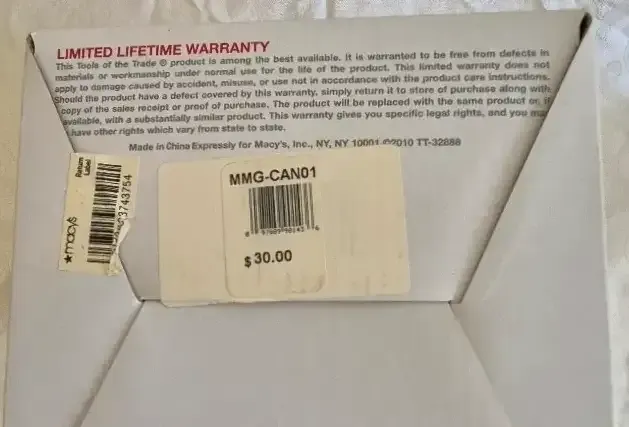 LIMITED LIFETIME WARRANTY
This Tools of the Trade ® product is among the best available. It is warranted to be free from defects in
materials or workmanship under normal use for the life of the product. This limited warranty does not
apply to damage caused by accident, misuse, or use not in accordance with the product care instructions.
Should the product have a defect covered by this warranty, simply return it to store of purchase along with
copy of the sales receipt or proof of purchase. The product will be replaced with the same product or, if
available, with a substantially similar product. This warranty gives you specific legal rights, and you may
have other rights which vary from state to state.
Made in China Expressly for Macy's, Inc., NY, NY 10001 ©2010 TT-32888
★macy's
Return
Label
3743754
MMG-CAN01
$30.00